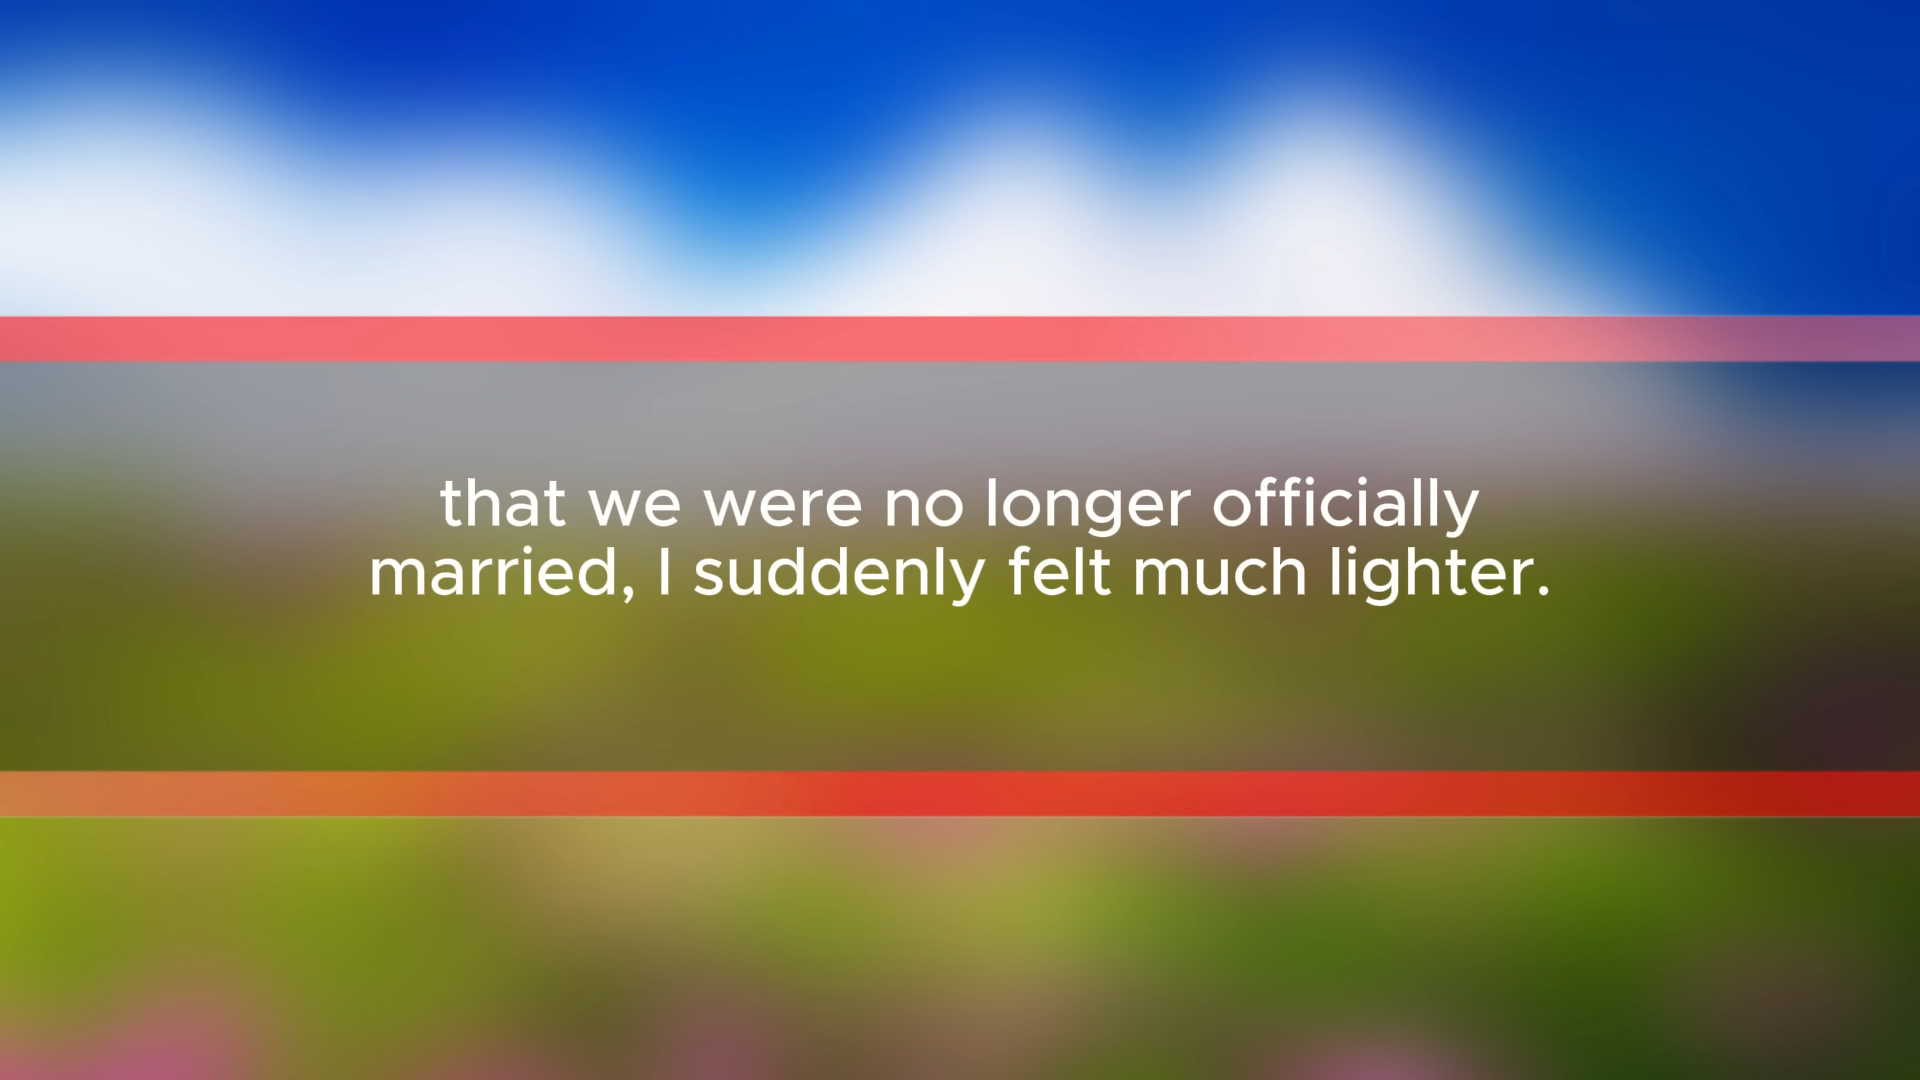 that we were no longer officially
married, I suddenly felt much lighter.